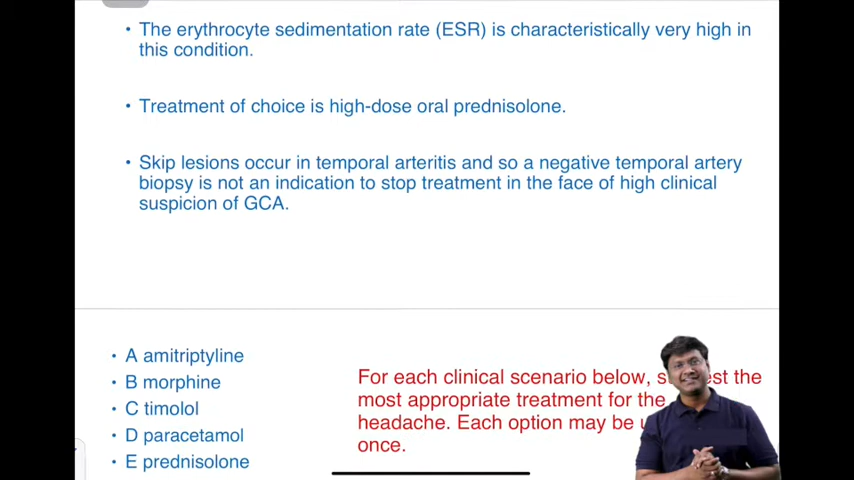 • The erythrocyte sedimentation rate (ESR) is characteristically very high in
this condition.
• Treatment of choice is high-dose oral prednisolone.
• Skip lesions occur in temporal arteritis and so a negative temporal artery
biopsy is not an indication to stop treatment in the face of high clinical
suspicion of GCA.
• A amitriptyline
• B morphine
• C timolol
• D paracetamol
• E prednisolone
For each clinical scenario below, the
most appropriate treatment for the
headache. Each option may be
once.